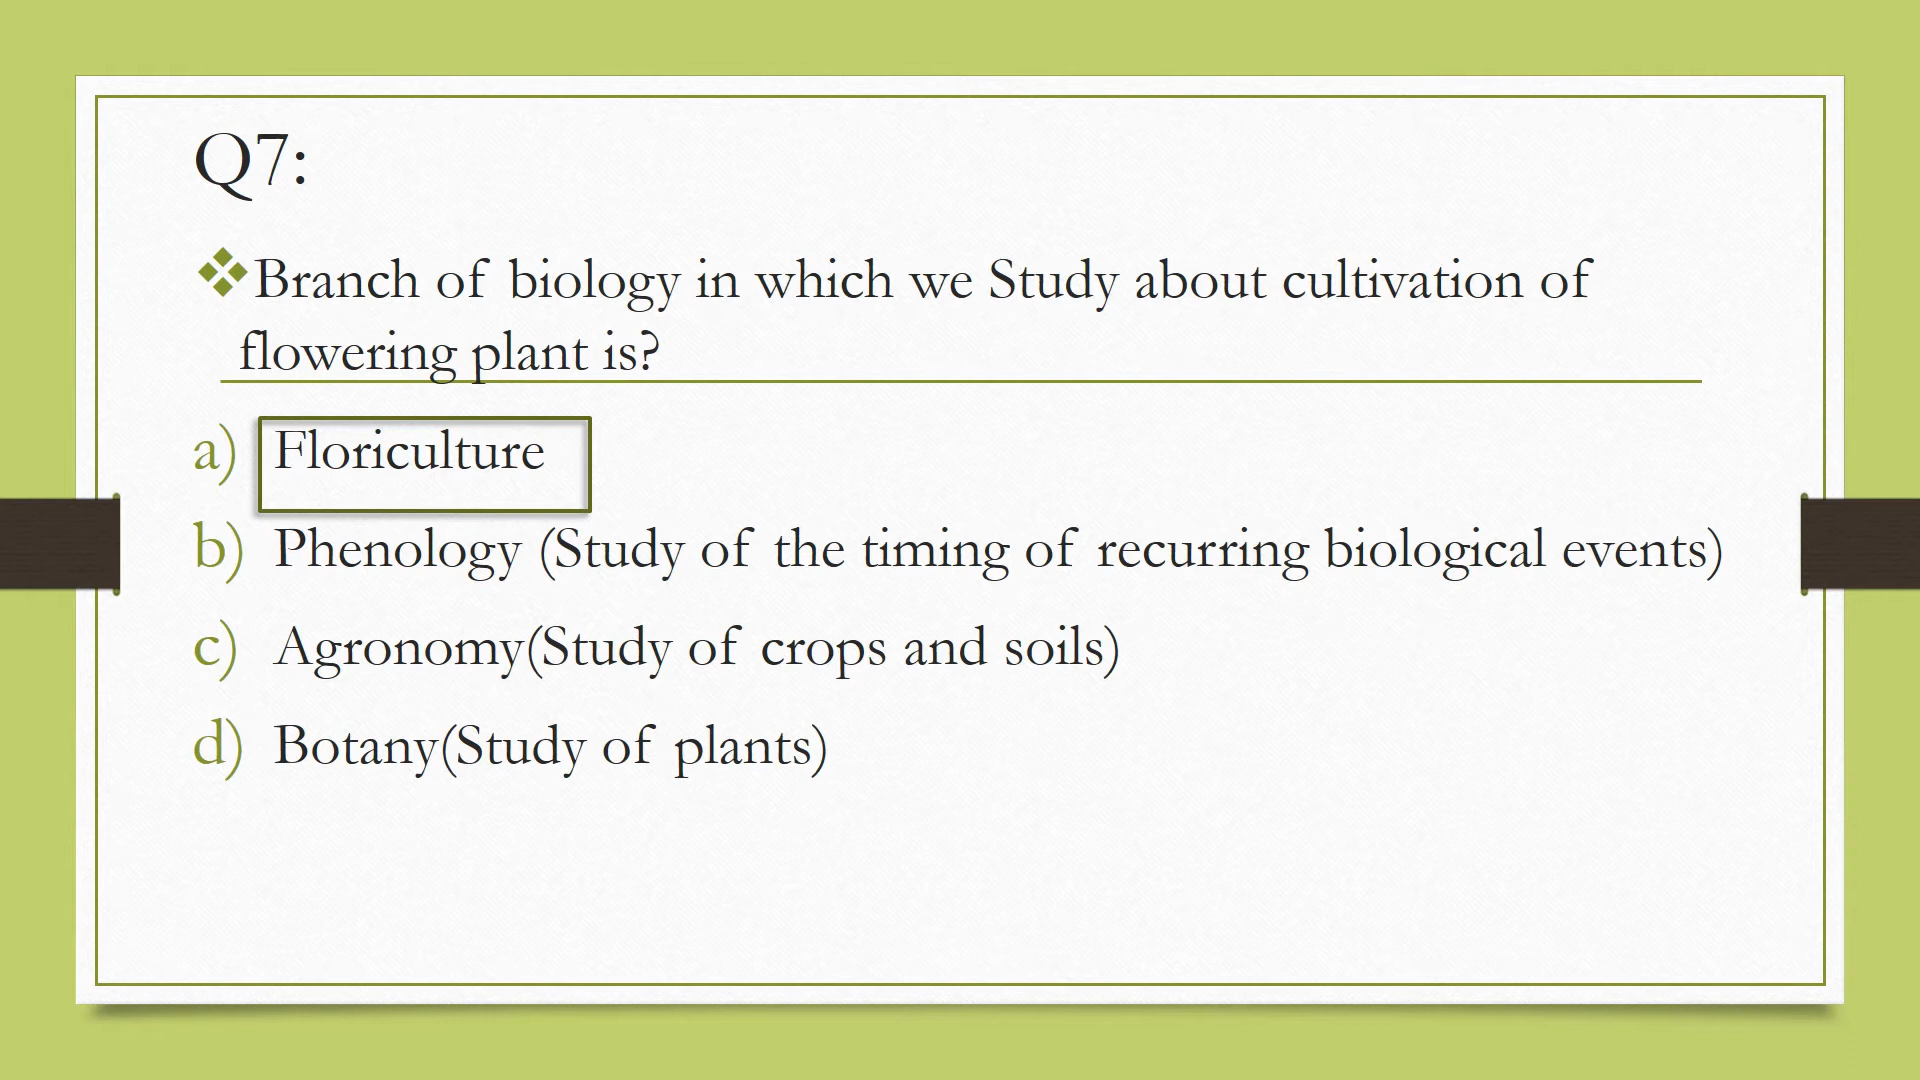 Q7:
❖Branch of biology in which we Study about cultivation of
flowering plant is?
a) Floriculture
b) Phenology (Study of the timing of recurring biological events)
c) Agronomy(Study of crops and soils)
d) Botany(Study of plants)